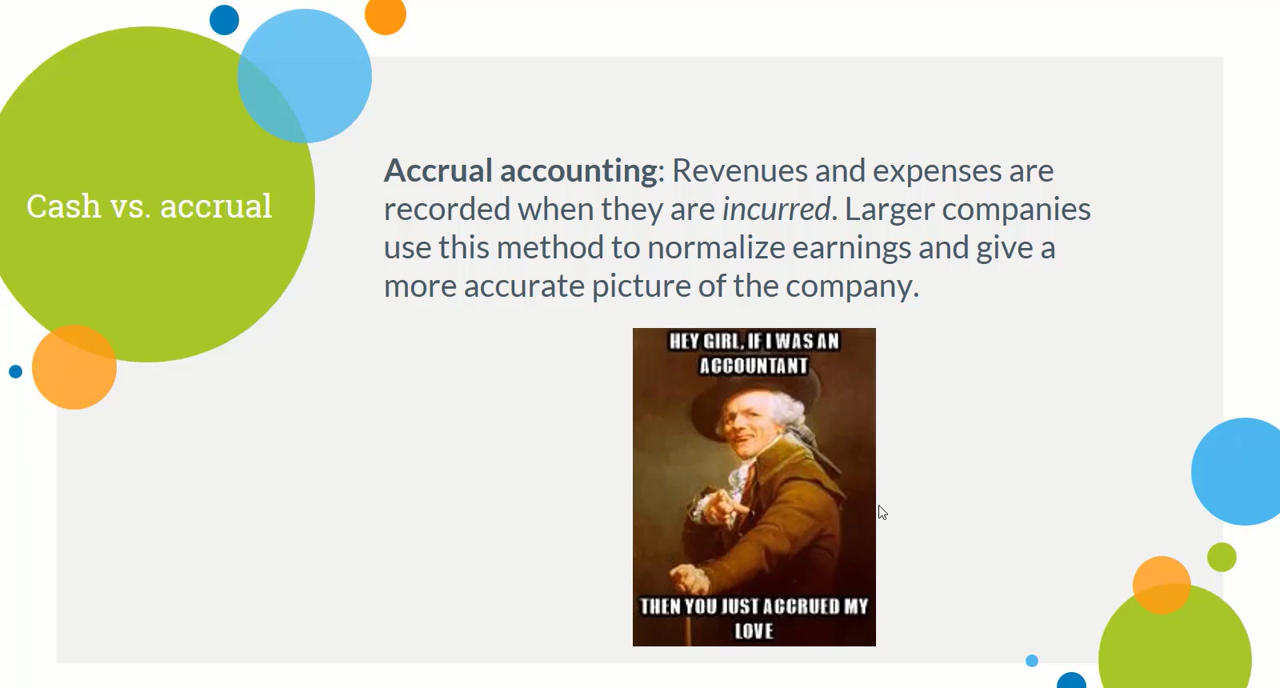 Cash vs. accrual
Accrual accounting: Revenues and expenses are
recorded when they are incurred. Larger companies
use this method to normalize earnings and give a
more accurate picture of the company.
HEY GIRL, IF I WAS AN
ACCOUNTANT
THEN YOU JUST ACCRUED MY
LOVE